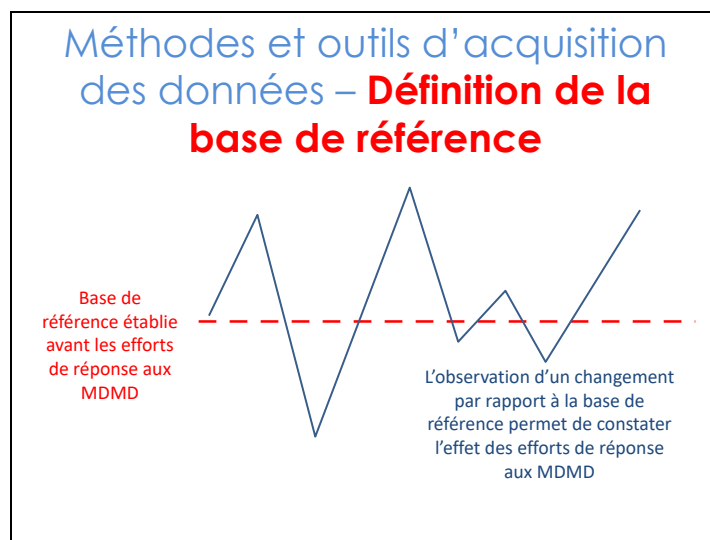 Méthodes et outils d’acquisition
des données – Définition de la
base de référence
Base de
référence établie
avant les efforts
de réponse aux
MDMD
L’observation d’un changement
par rapport à la base de
référence permet de constater
l’effet des efforts de réponse
aux MDMD